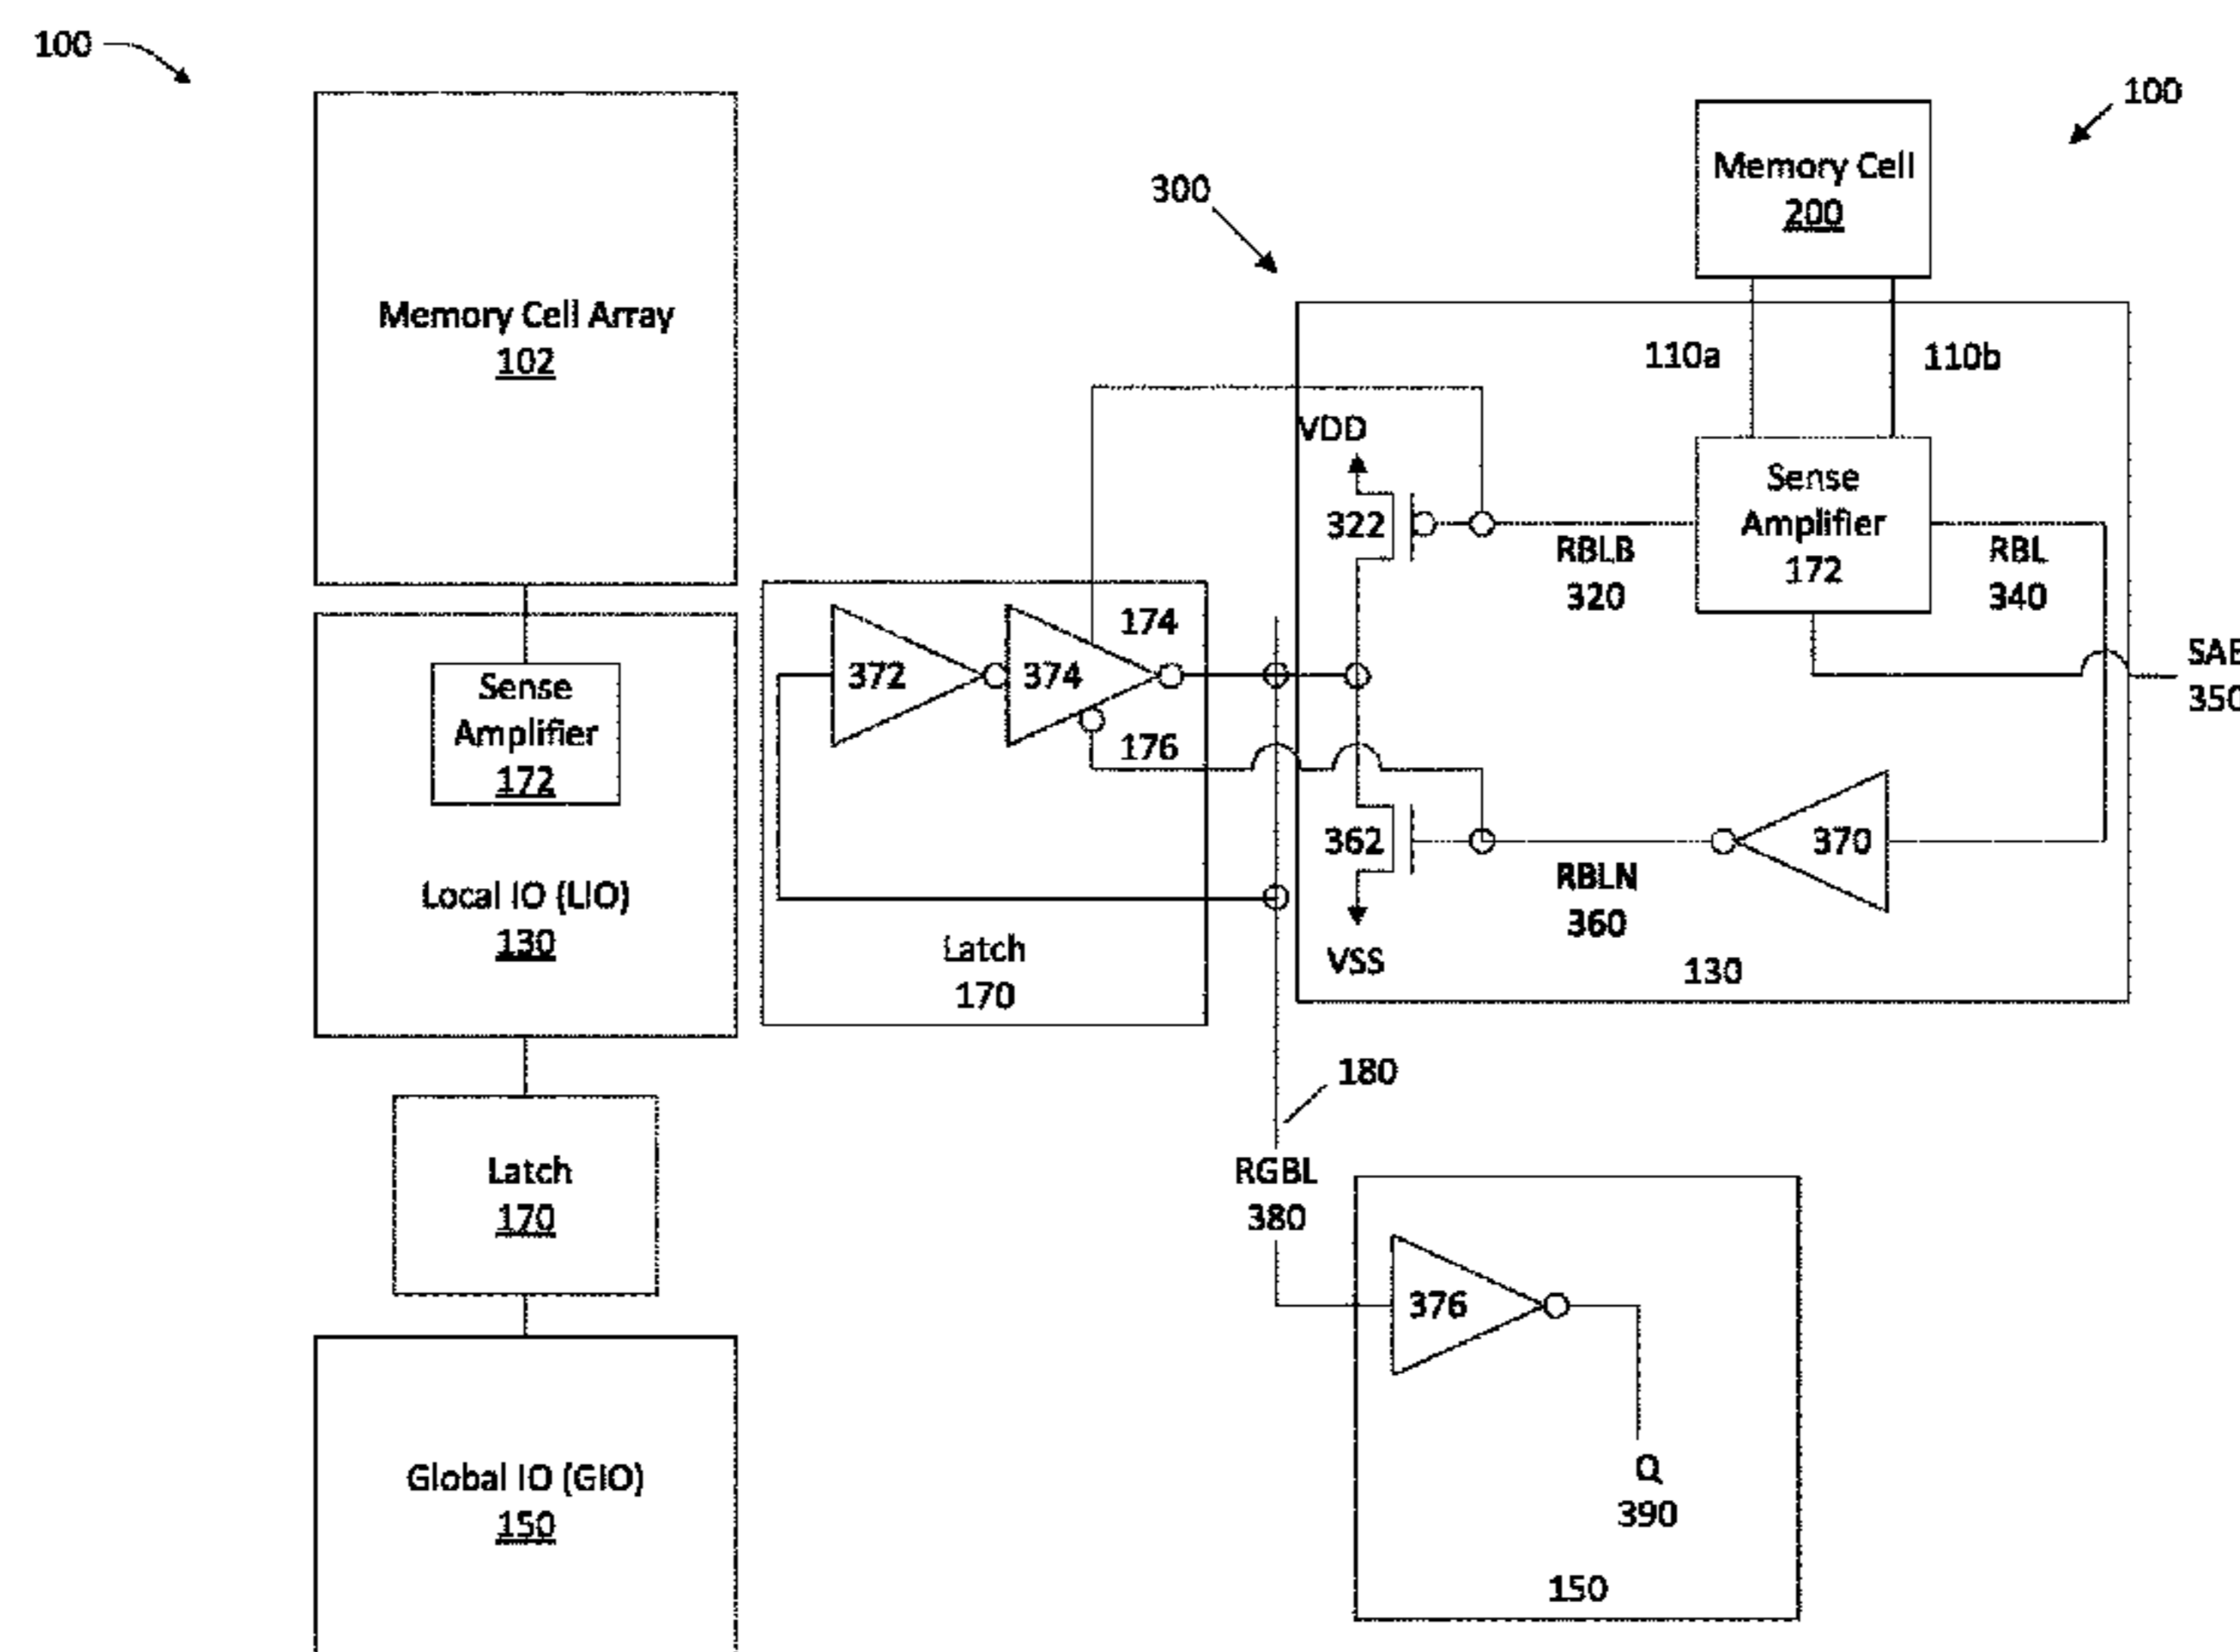 100
Memory Cell Array
102
Sense
Amplifier
172
Local IO (LIO)
130
Latch
170
Global IO (GIO)
150
100
300
Memory Cell
200
110a
110b
VDD
322
RBLB
320
Sense
Amplifier
172
RBL
340
SAE
350
372
374
174
176
Latch
170
362
VSS
RBLN
360
370
130
180
RGBL
380
376
Q
390
150